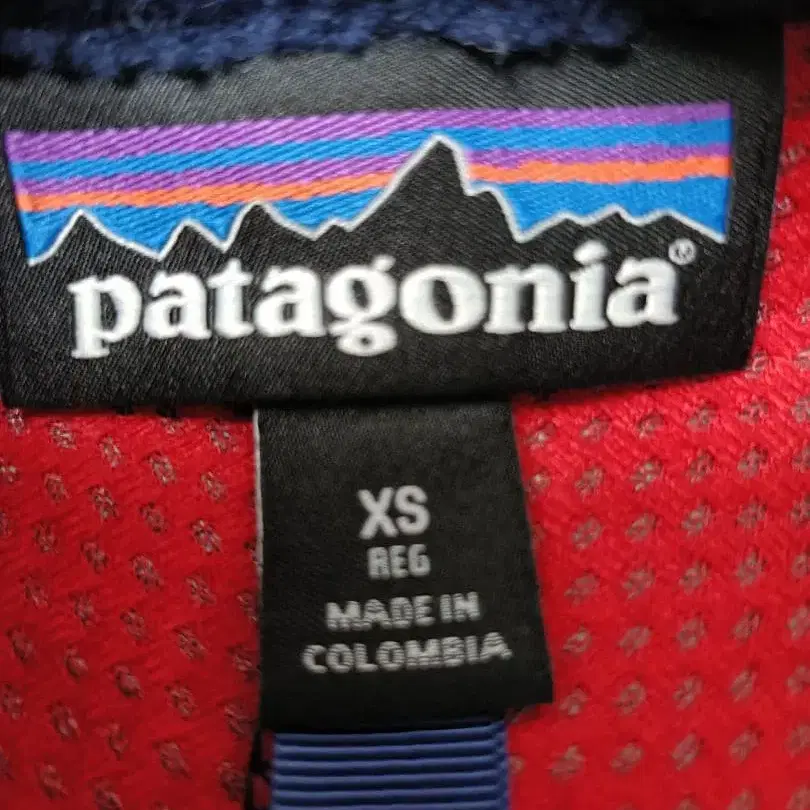 patagonia®
XS
REG
MADE IN
COLOMBIA